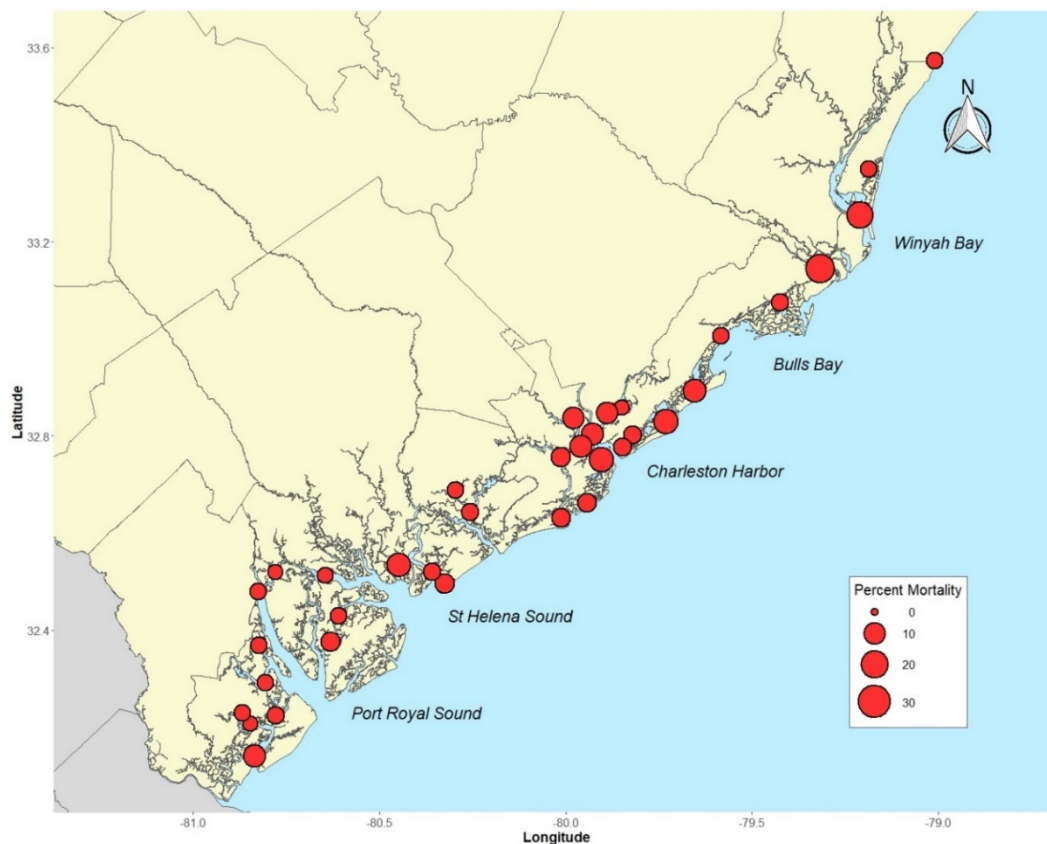 33.6
N
33.2
Winyah Bay
Bulls Bay
Latitude
32.8
Charleston Harbor
Percent Mortality
0
10
20
30
St Helena Sound
32.4
Port Royal Sound
-81.0
-80.5
-80.0
-79.5
-79.0
Longitude